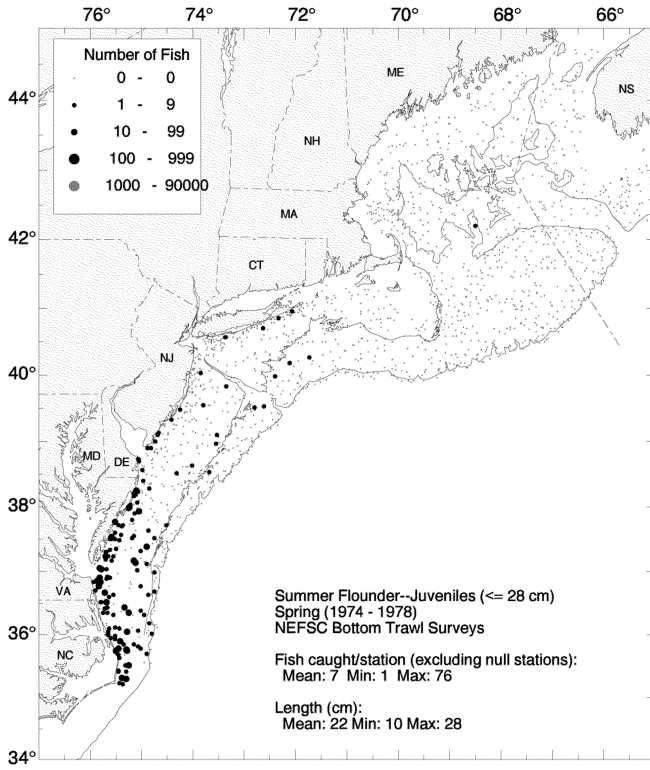 76° 74° 72° 70° 68° 66°
Number of Fish
0 - 0
1 - 9
10 - 99
100 - 999
1000 - 90000
ME
NS
44°
NH
MA
42°
CT
NJ
40°
MD
DE
38°
VA
36°
NC
34°
Summer Flounder--Juveniles (<= 28 cm)
Spring (1974 - 1978)
NEFSC Bottom Trawl Surveys
Fish caught/station (excluding null stations):
Mean: 7 Min: 1 Max: 76
Length (cm):
Mean: 22 Min: 10 Max: 28